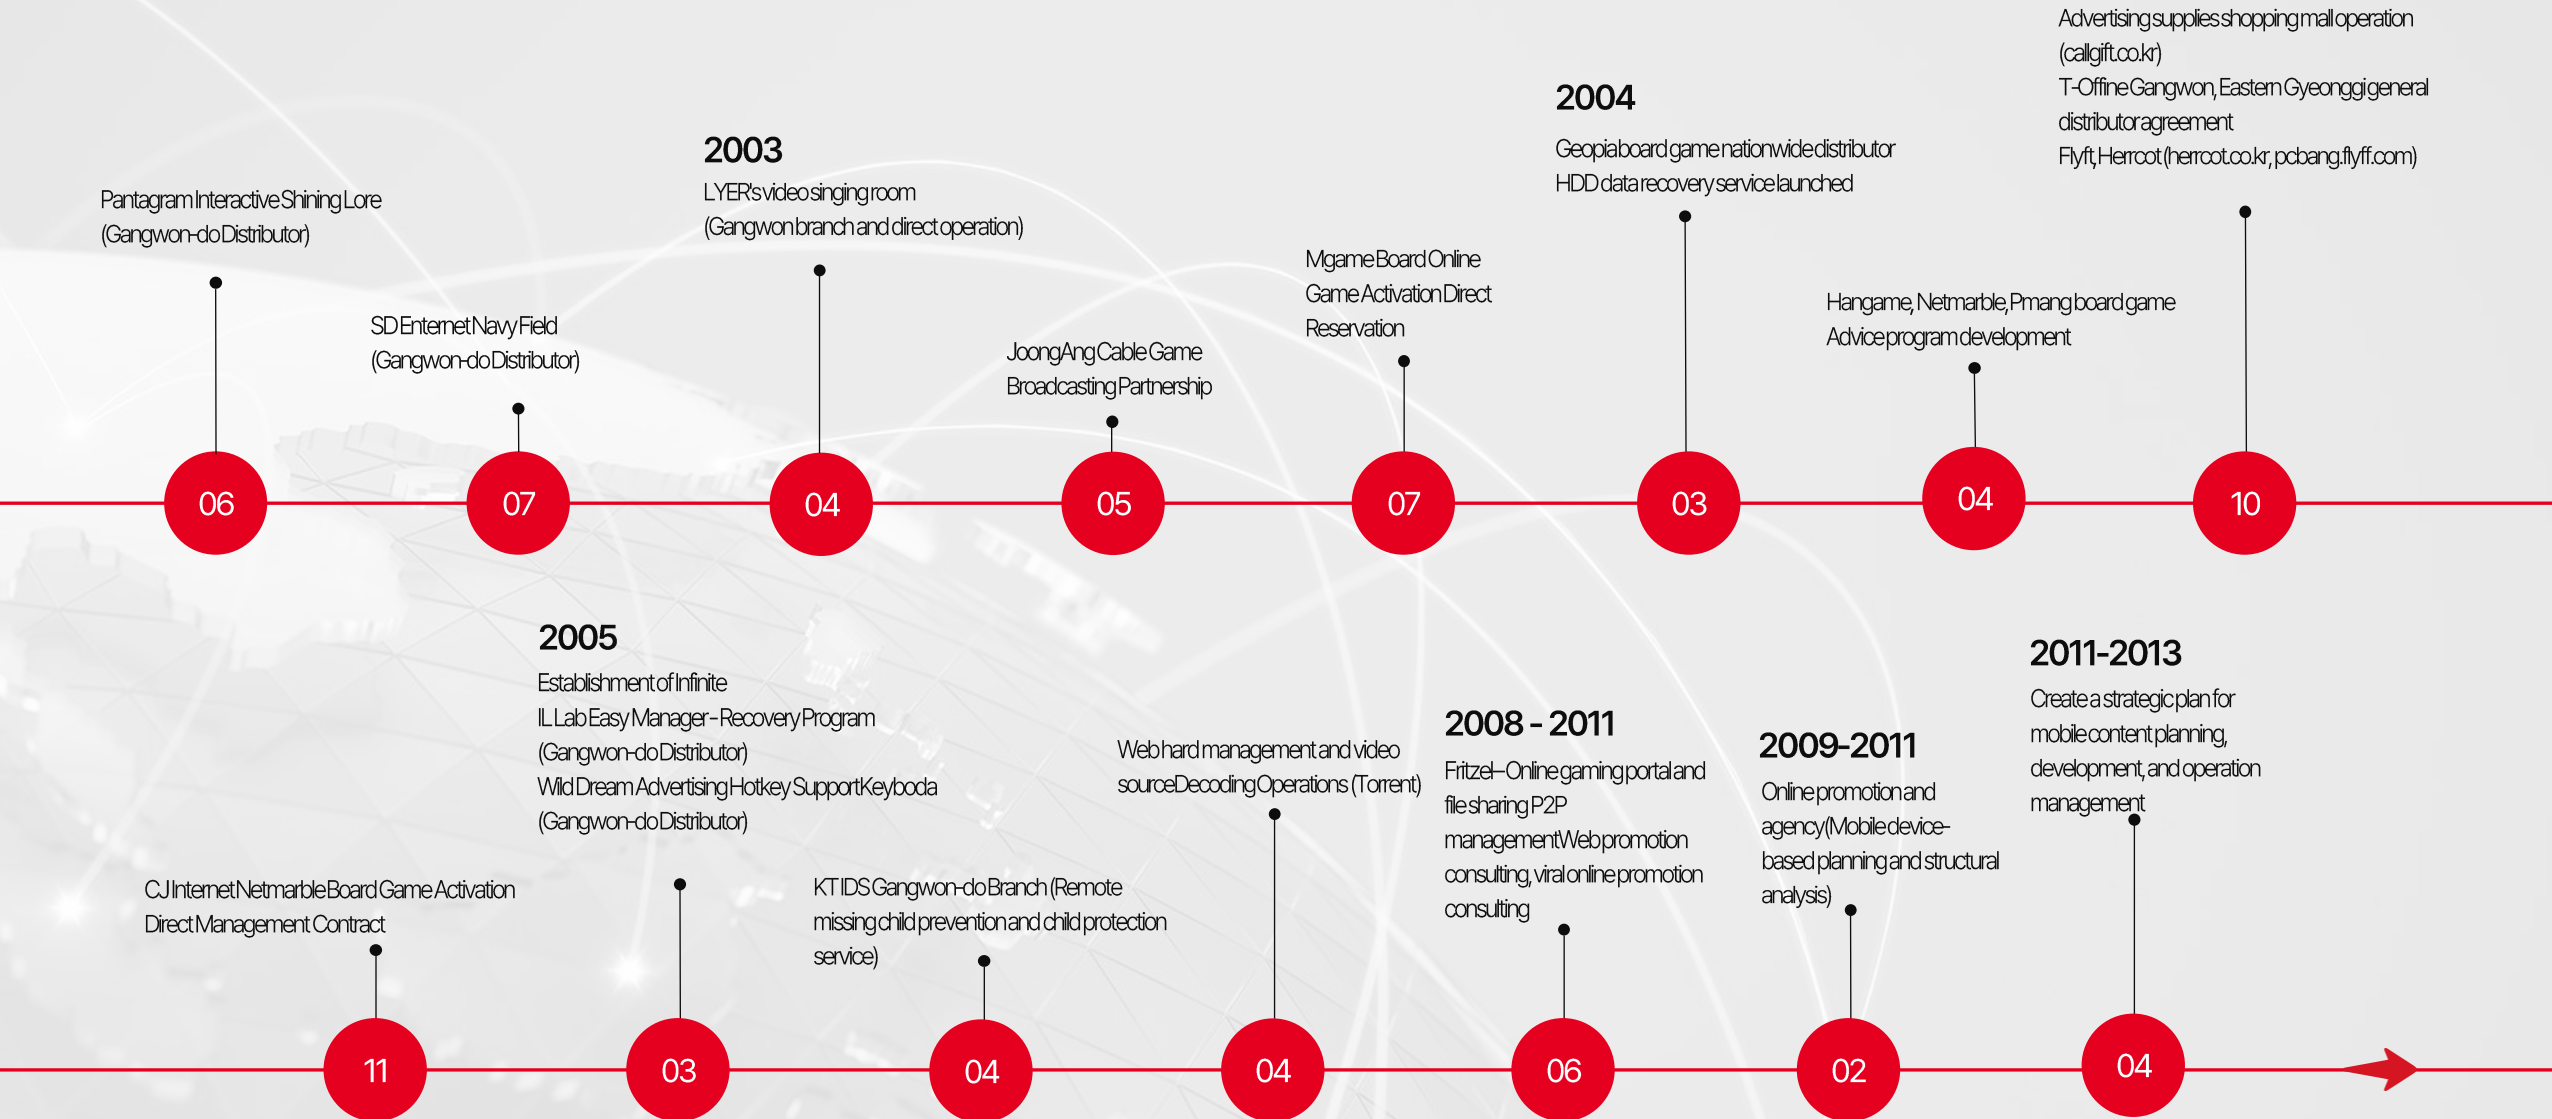 Pantagram Interactive Shining Lore
(Gangwon-do Distributor)
06
SD Enternet Navy Field
(Gangwon-do Distributor)
07
2003
LYER's video singing room
(Gangwon branch and direct operation)
04
JoongAng Cable Game
Broadcasting Partnership
05
Mgame Board Online
Game Activation Direct
Reservation
07
2004
Geopia board game nationwide distributor
HDD data recovery service launched
03
Hangame, Netmarble, Pmang board game
Advice program development
04
Advertising supplies shopping mall operation
(callgift.co.kr)
T-Offine Gangwon, Eastern Gyeonggi general
distributor agreement
Flyft, Herrcot (herrcot.co.kr, pcbang.flyff.com)
10
CJ Internet Netmarble Board Game Activation
Direct Management Contract
11
2005
Establishment of Infinite
IL Lab Easy Manager - Recovery Program
(Gangwon-do Distributor)
Wild Dream Advertising Hotkey Support Keyboda
(Gangwon-do Distributor)
03
KT IDS Gangwon-do Branch (Remote
missing child prevention and child protection
service)
04
Web hard management and video
sourceDecoding Operations (Torrent)
04
2008 - 2011
Fritzel– Online gaming portal and
file sharing P2P
managementWeb promotion
consulting, viral online promotion
consulting
06
2009-2011
Online promotion and
agency(Mobile device-
based planning and structural
analysis)
02
2011-2013
Create a strategic plan for
mobile content planning,
development, and operation
management
04